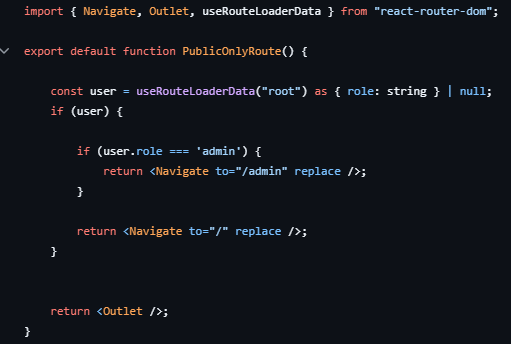 import { Navigate, Outlet, useRouteLoaderData } from "react-router-dom";
export default function PublicOnlyRoute() {
const user = useRouteLoaderData("root") as { role: string } | null;
if (user) {
if (user.role === 'admin') {
return <Navigate to="/admin" replace />;
}
return <Navigate to="/" replace />;
}
return <Outlet />;
}